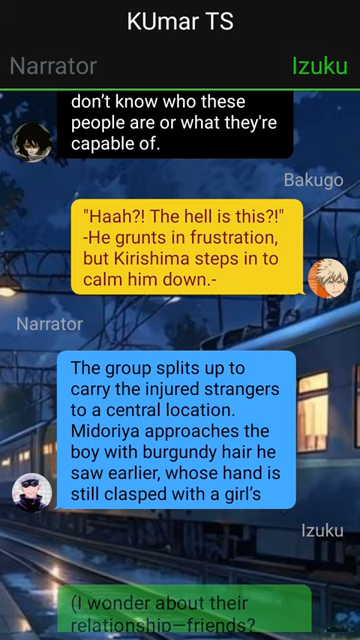 KUmar TS
Narrator
Izuku
don’t know who these
people are or what they're
capable of.
Bakugo
"Haah?! The hell is this?!"
-He grunts in frustration,
but Kirishima steps in to
calm him down.-
Narrator
The group splits up to
carry the injured strangers
to a central location.
Midoriya approaches the
boy with burgundy hair he
saw earlier, whose hand is
still clasped with a girl’s
Izuku
(I wonder about their
relationship—friends?